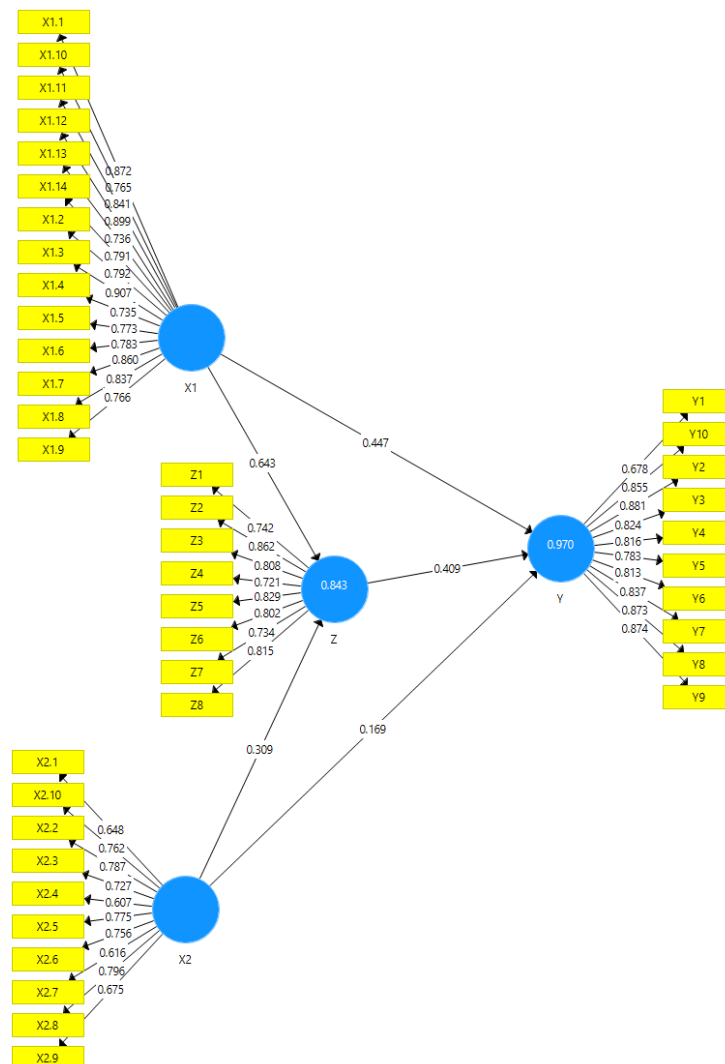 X1.1
X1.10
X1.11
X1.12
X1.13
X1.14
X1.2
X1.3
X1.4
X1.5
X1.6
X1.7
X1.8
X1.9
0.872
0.765
0.841
0.899
0.736
0.791
0.792
0.907
0.735
0.773
0.783
0.860
0.837
0.766
X1
0.643
0.447
Z1
Z2
Z3
Z4
Z5
Z6
Z7
Z8
0.742
0.862
0.808
0.721
0.829
0.802
0.734
0.815
0.843
Z
0.409
0.309
0.169
Y1
Y10
Y2
Y3
Y4
Y5
Y6
Y7
Y8
Y9
0.678
0.855
0.881
0.824
0.816
0.783
0.813
0.837
0.873
0.874
0.970
Y
X2.1
X2.10
X2.2
X2.3
X2.4
X2.5
X2.6
X2.7
X2.8
X2.9
0.648
0.762
0.787
0.727
0.607
0.775
0.756
0.616
0.796
0.675
X2